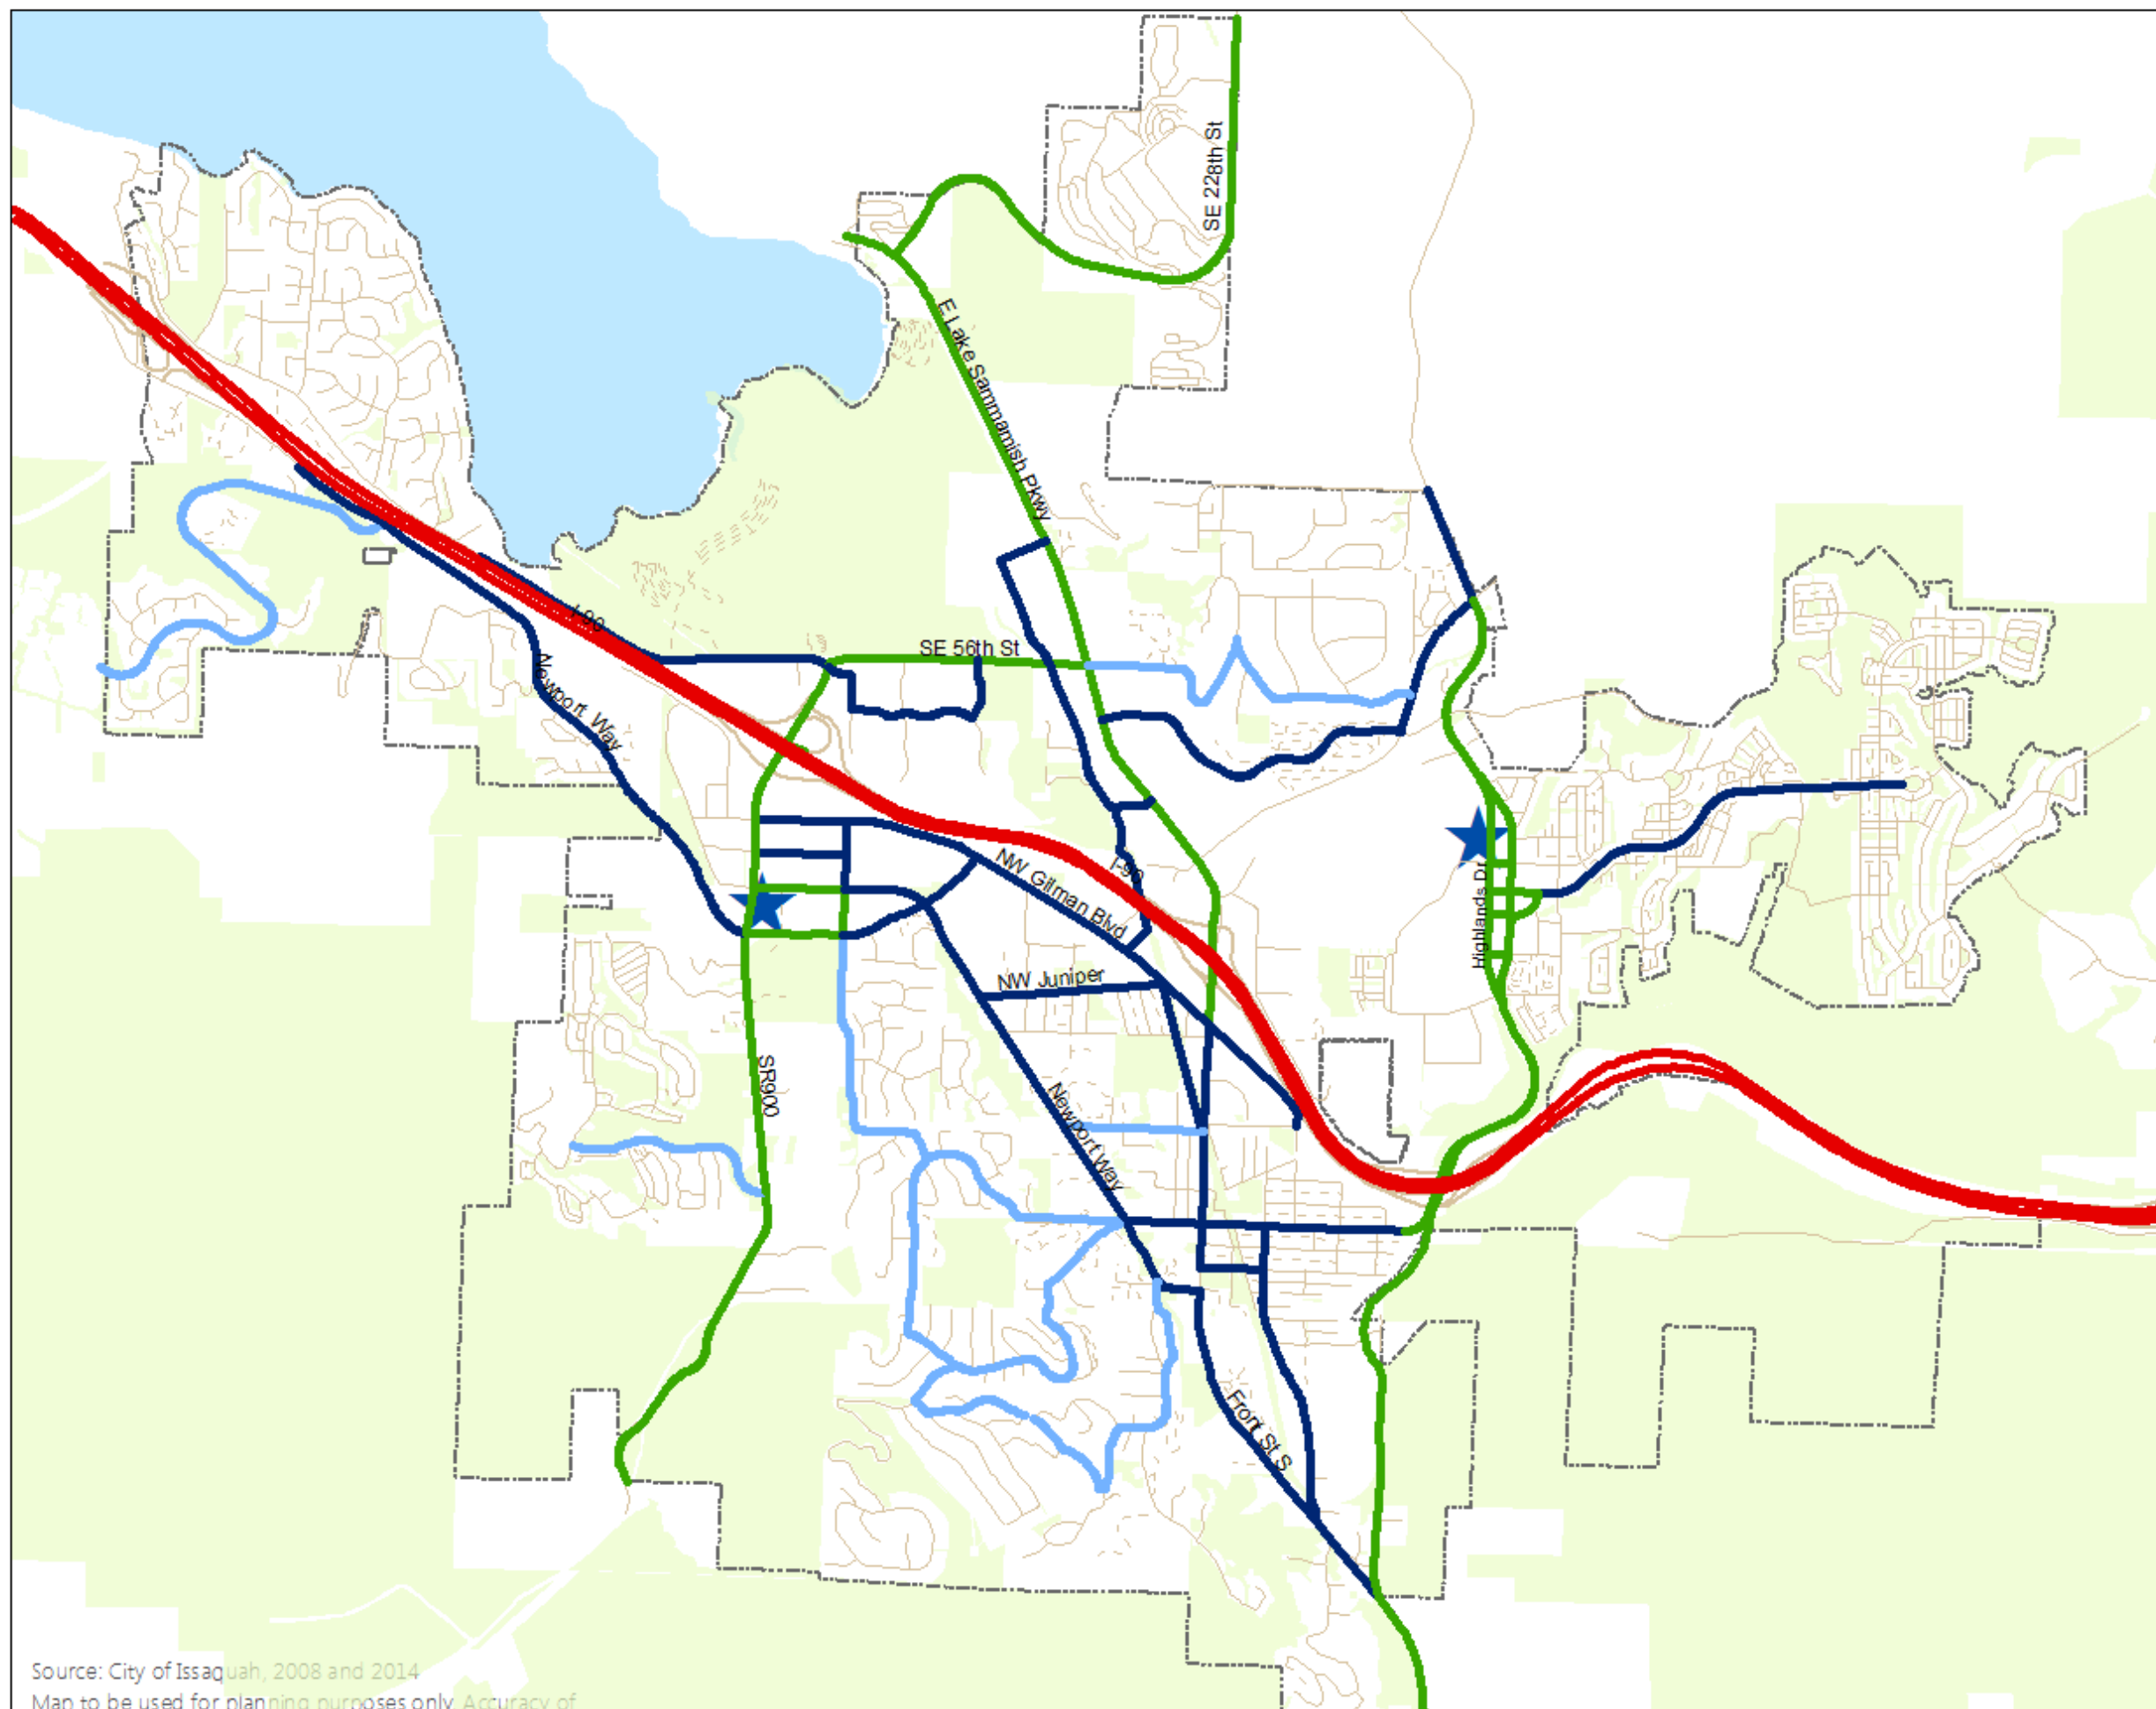 SE 228th St
E Lake Sammamish Pkwy
I-90
SE 56th St
Newport Way
I-90
NW Gilman Blvd
Highlands Dr
NW Juniper
SR900
Newport Way
Front St S
Source: City of Issaquah, 2008 and 2014
Map to be used for planning purposes only. Accuracy of